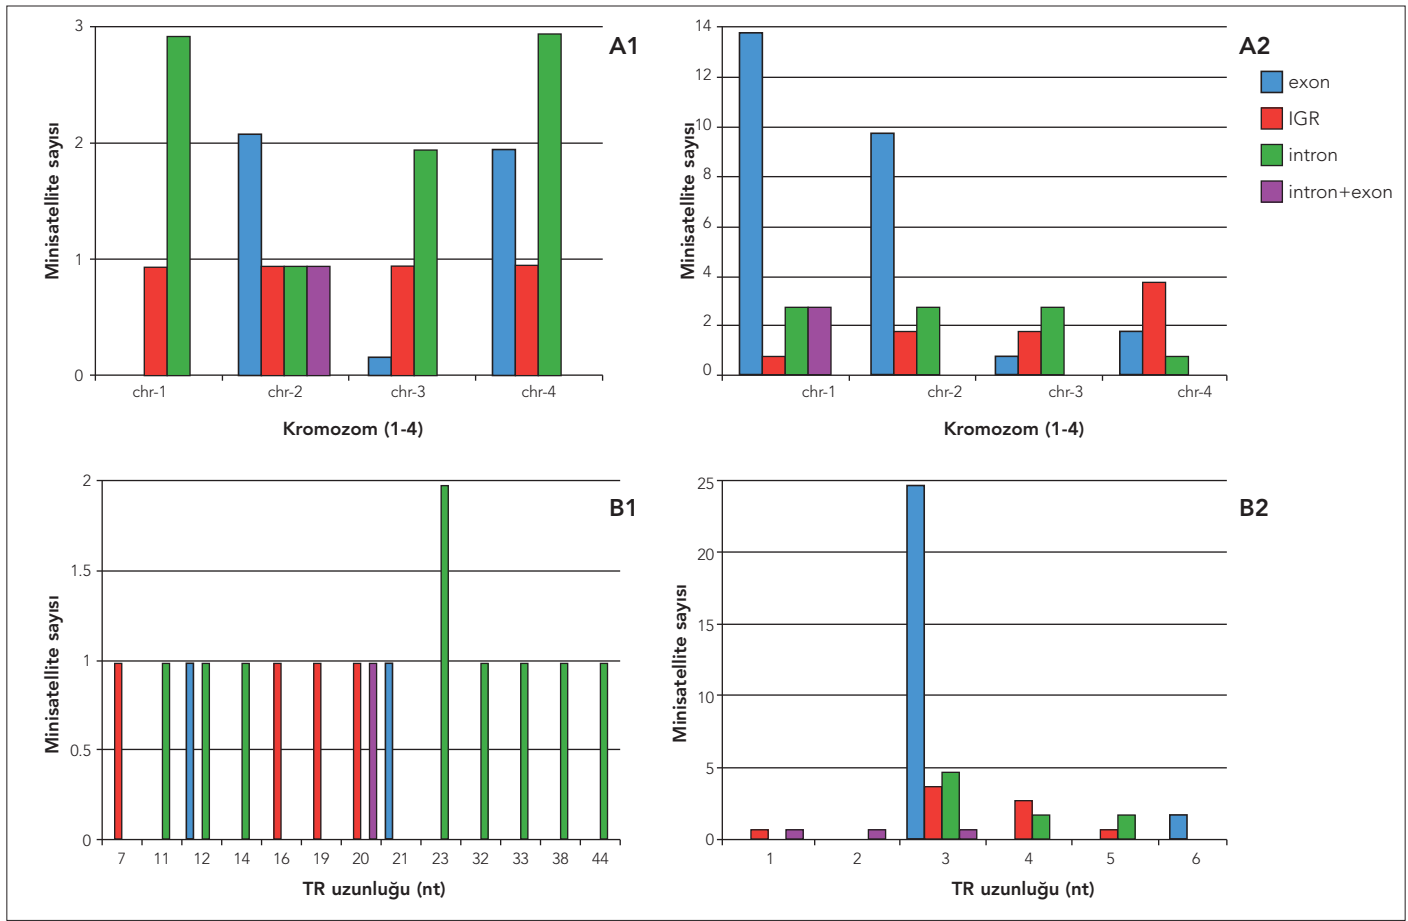 A1
3
2
1
0
Minisatellite sayısı
chr-1 chr-2 chr-3 chr-4
Kromozom (1-4)
A2
14
12
10
8
6
4
2
0
Minisatellite sayısı
chr-1 chr-2 chr-3 chr-4
Kromozom (1-4)
exon
IGR
intron
intron+exon
B1
2
1.5
1
0.5
0
Minisatellite sayısı
7 11 12 14 16 19 20 21 23 32 33 38 44
TR uzunluğu (nt)
B2
25
20
15
10
5
0
Minisatellite sayısı
1 2 3 4 5 6
TR uzunluğu (nt)